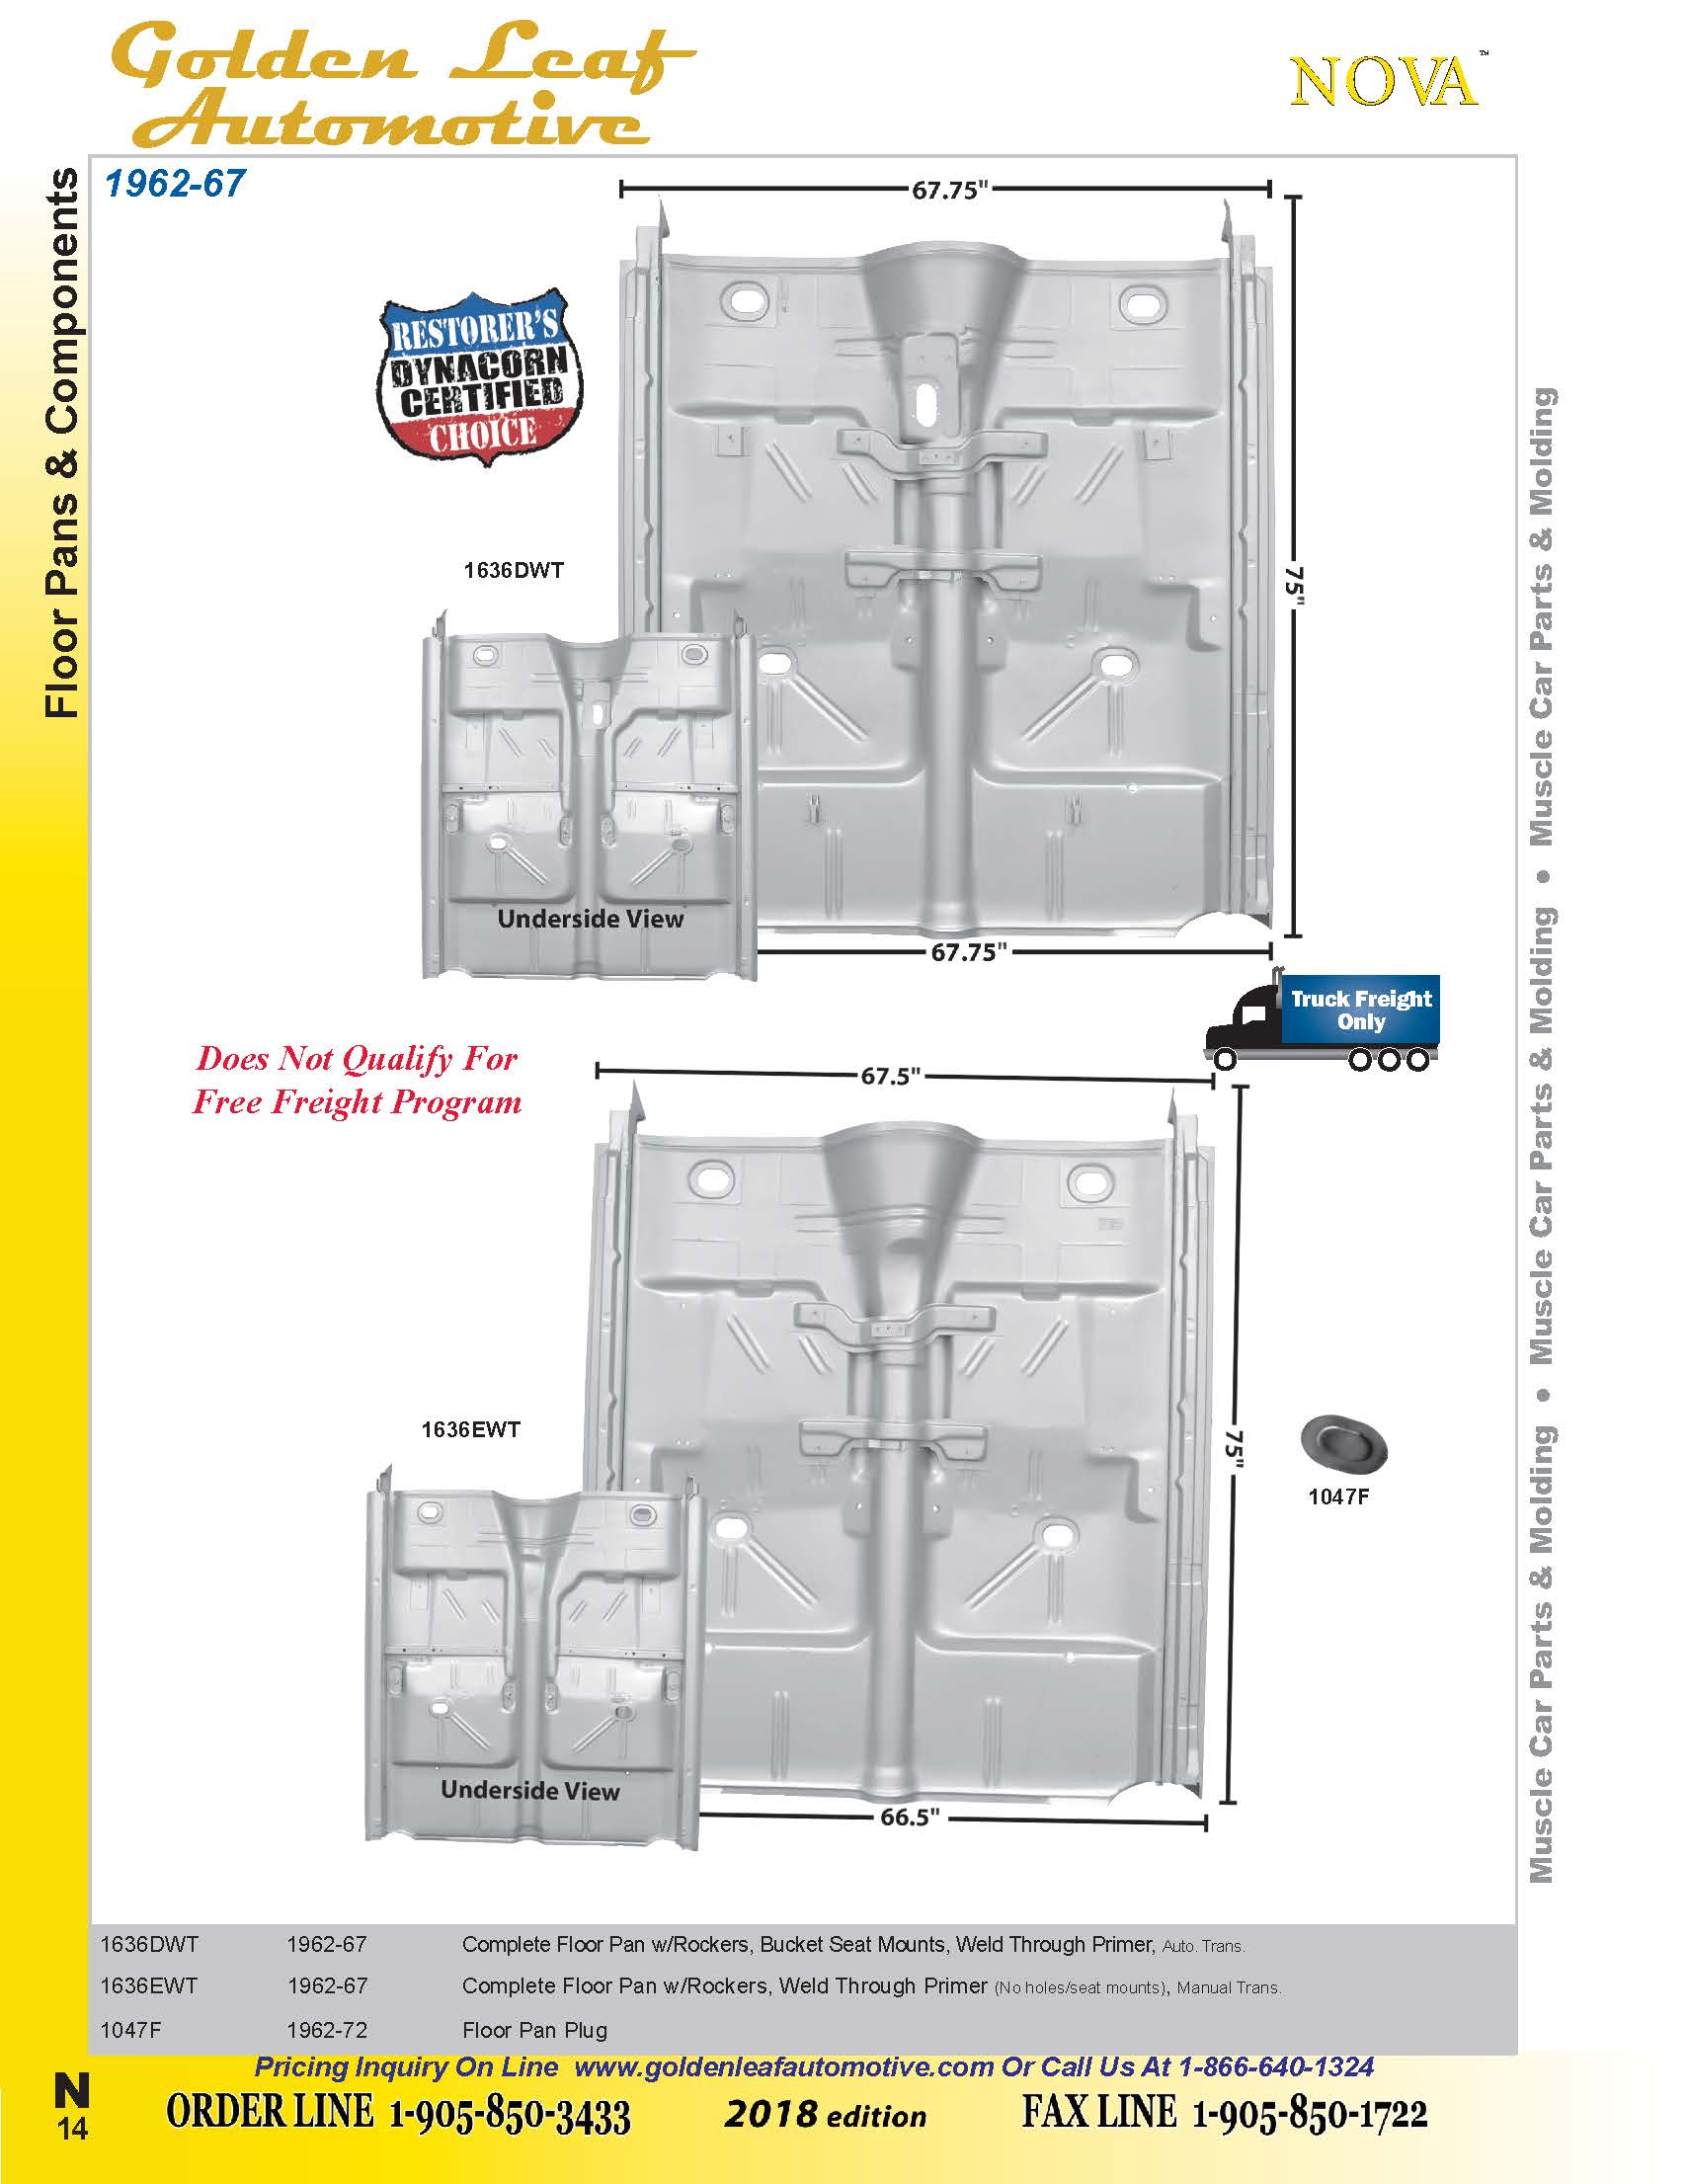 Golden Leaf
Automotive
NOVA™
Floor Pans & Components
1962-67
67.75"
75"
RESTORER'S
DYNACORN
CERTIFIED
CHOICE
1636DWT
Underside View
67.75"
Truck Freight
Only
Does Not Qualify For
Free Freight Program
67.5"
75"
1636EWT
1047F
Underside View
66.5"
Muscle Car Parts & Molding • Muscle Car Parts & Molding • Muscle Car Parts & Molding
1636DWT 1962-67 Complete Floor Pan w/Rockers, Bucket Seat Mounts, Weld Through Primer, Auto. Trans.
1636EWT 1962-67 Complete Floor Pan w/Rockers, Weld Through Primer (No holes/seat mounts), Manual Trans.
1047F 1962-72 Floor Pan Plug
Pricing Inquiry On Line www.goldenleafautomotive.com Or Call Us At 1-866-640-1324
N
14
ORDER LINE 1-905-850-3433 2018 edition FAX LINE 1-905-850-1722